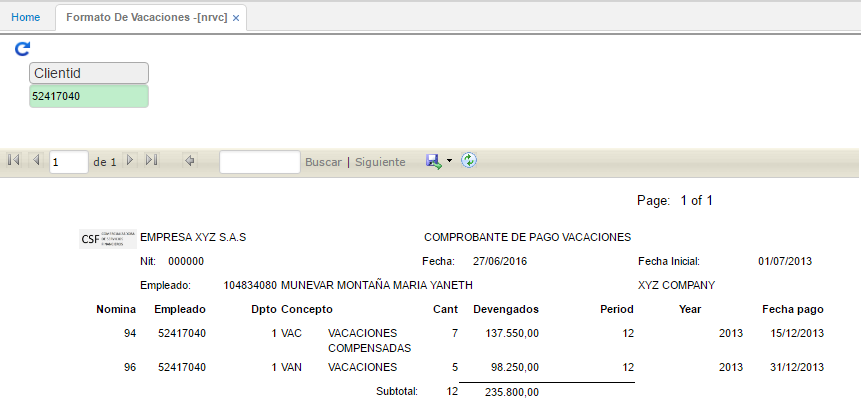 Home Formato De Vacaciones -[nrvc] ×
Clientid
52417040
1 de 1 Buscar | Siguiente
Page: 1 of 1
CSF COMERCIALIZADORA DE SERVICIOS FINANCIEROS EMPRESA XYZ S.A.S COMPROBANTE DE PAGO VACACIONES
Nit: 000000 Fecha: 27/06/2016 Fecha Inicial: 01/07/2013
Empleado: 104834080 MUNEVAR MONTAÑA MARIA YANETH XYZ COMPANY
Nomina Empleado Dpto Concepto Cant Devengados Period Year Fecha pago
94 52417040 1 VAC VACACIONES 7 137.550,00 12 2013 15/12/2013
COMPENSADAS
96 52417040 1 VAN VACACIONES 5 98.250,00 12 2013 31/12/2013
Subtotal: 12 235.800,00